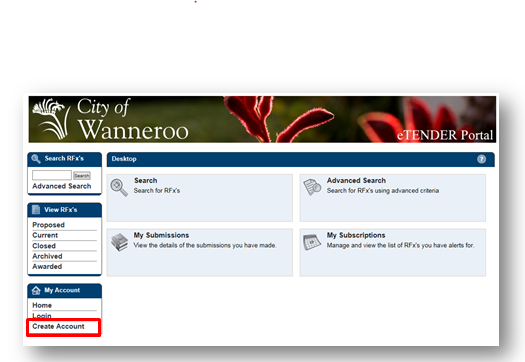 City of
Wanneroo
eTENDER Portal
Search RFx's
Search
Advanced Search
View RFx's
Proposed
Current
Closed
Archived
Awarded
My Account
Home
Login
Create Account
Desktop
?
Search
Search for RFx's
Advanced Search
Search for RFx's using advanced criteria
My Submissions
View the details of the submissions you have made.
My Subscriptions
Manage and view the list of RFx's you have alerts for.